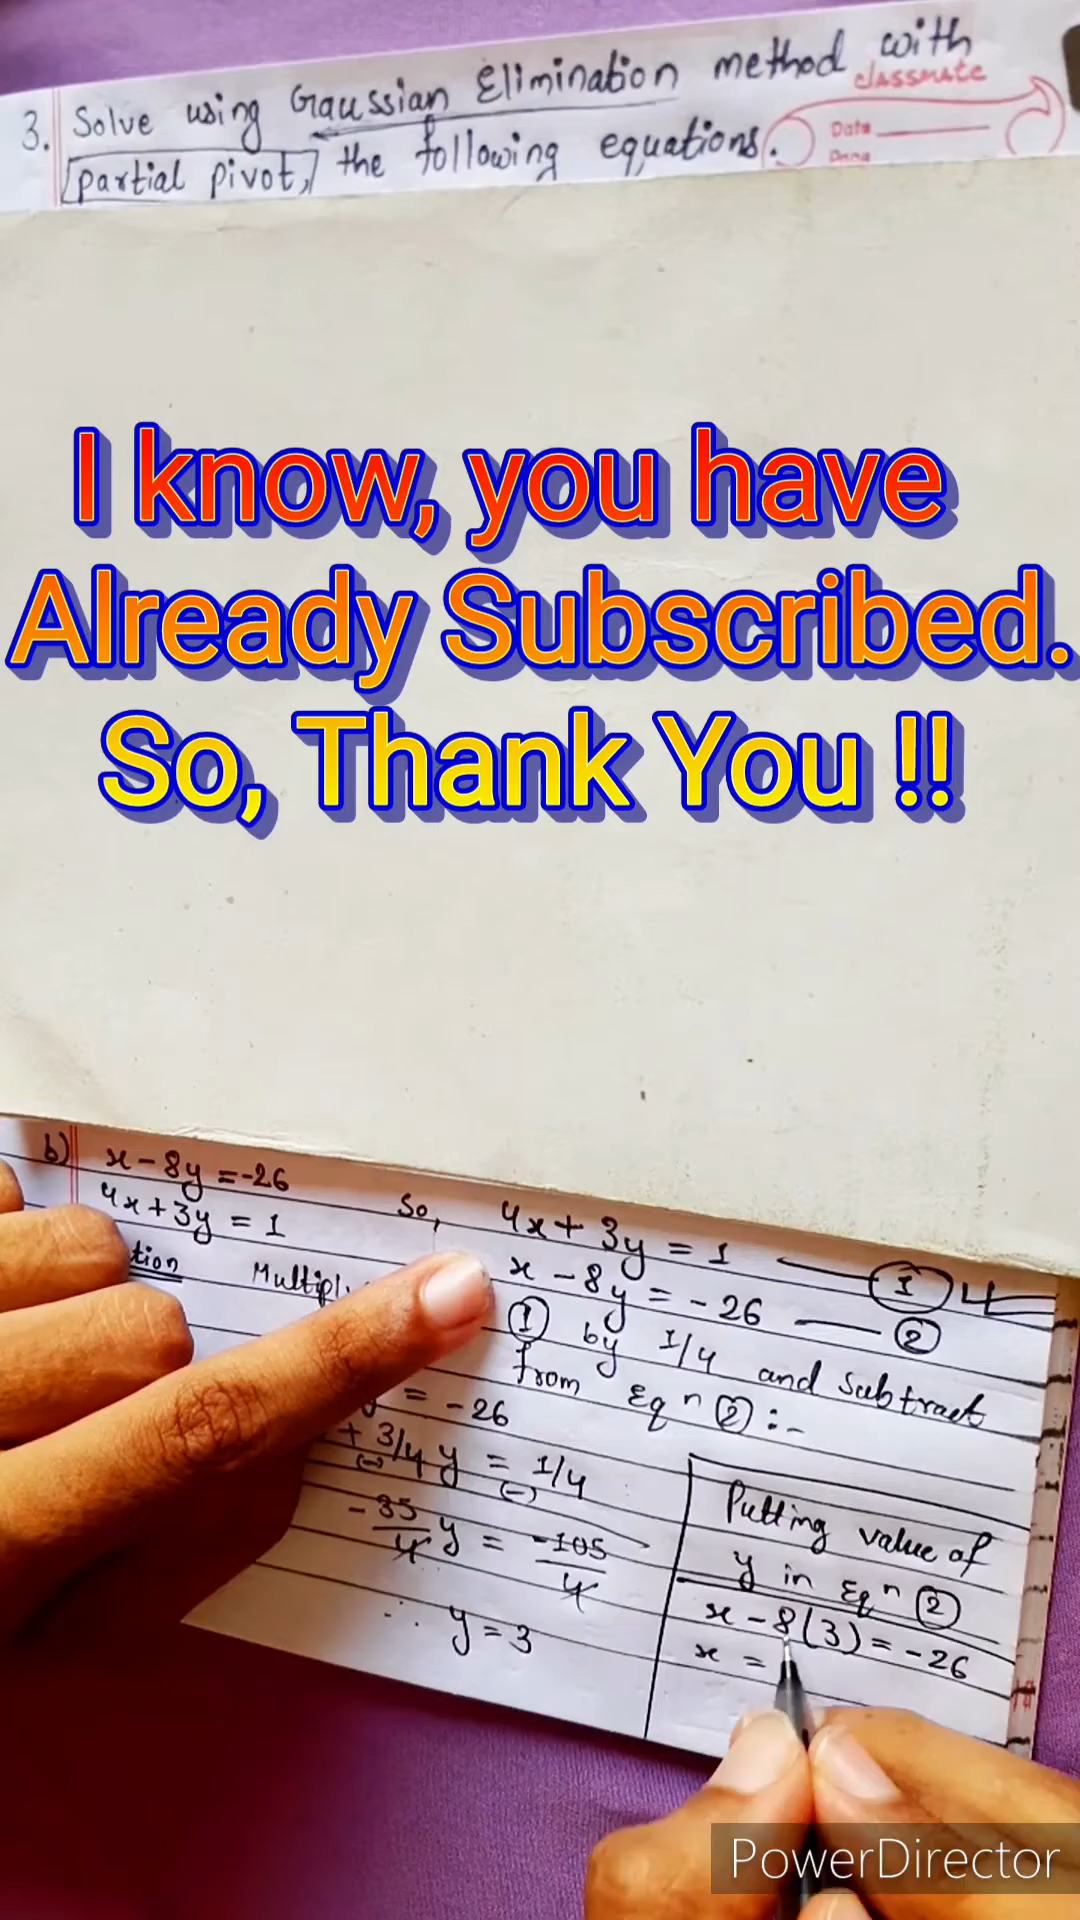 3. Solve using Gaussian Elimination method with
classmate
Date
partial pivot, the following equations.
I know, you have
Already Subscribed.
So, Thank You !!
b) x - 8y = -26
4x + 3y = 1
So, 4x + 3y = 1 ① 4
x - 8y = -26 ②
tion
① by 1/4 and subtract
from Eqⁿ ② :-
y = -26
+ 3/4 y = 1/4
(-) (-)
-35/4 y = -105/4
∴ y = 3
Putting value of
y in Eqⁿ ②
x - 8(3) = -26
x =
PowerDirector